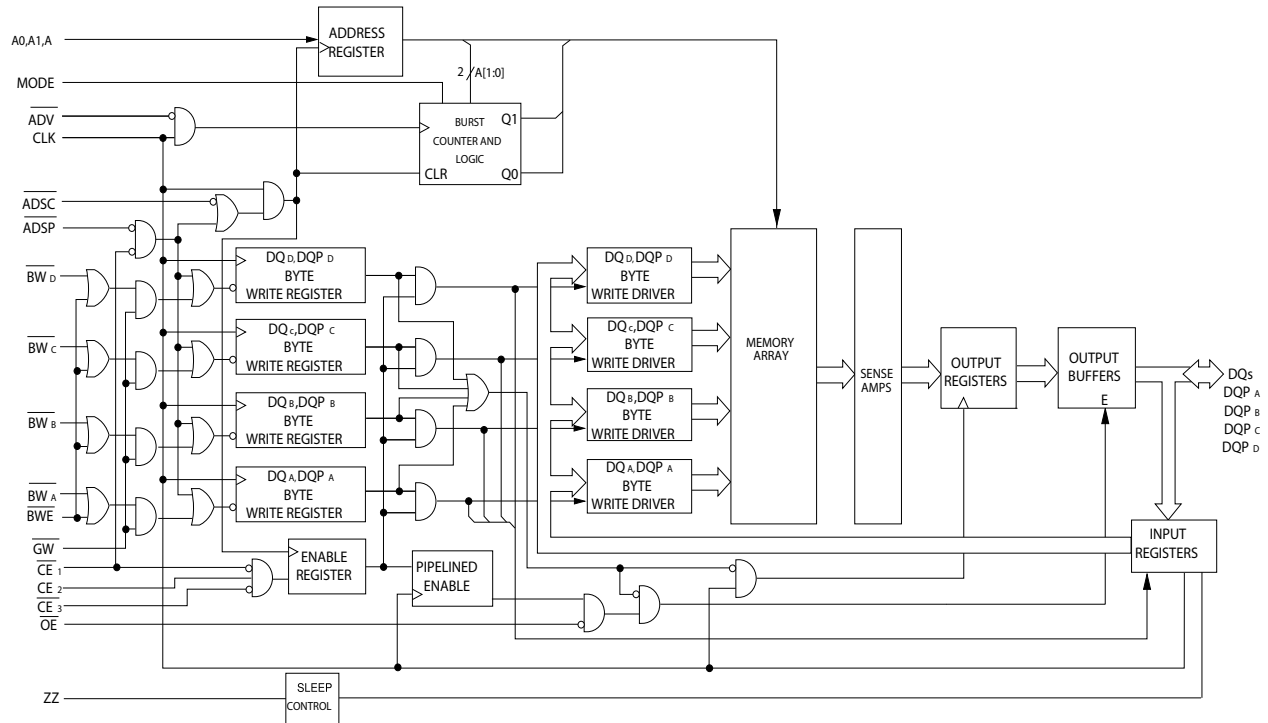 A0,A1,A
ADDRESS
REGISTER
MODE
2
A[1:0]
ADV
CLK
BURST
COUNTER AND
LOGIC
Q1
CLR
Q0
ADSC
ADSP
BW D
DQ D, DQP D
BYTE
WRITE REGISTER
DQ D, DQP D
BYTE
WRITE DRIVER
BW C
DQ c, DQP C
BYTE
WRITE REGISTER
DQ c, DQP C
BYTE
WRITE DRIVER
MEMORY
ARRAY
SENSE
AMPS
OUTPUT
REGISTERS
OUTPUT
BUFFERS
E
DQs
DQP A
DQP B
DQP C
DQP D
BW B
DQ B, DQP B
BYTE
WRITE REGISTER
DQ B, DQP B
BYTE
WRITE DRIVER
BW A
BWE
DQ A, DQP A
BYTE
WRITE REGISTER
DQ A, DQP A
BYTE
WRITE DRIVER
GW
CE 1
CE 2
CE 3
OE
ENABLE
REGISTER
PIPELINED
ENABLE
INPUT
REGISTERS
ZZ
SLEEP
CONTROL